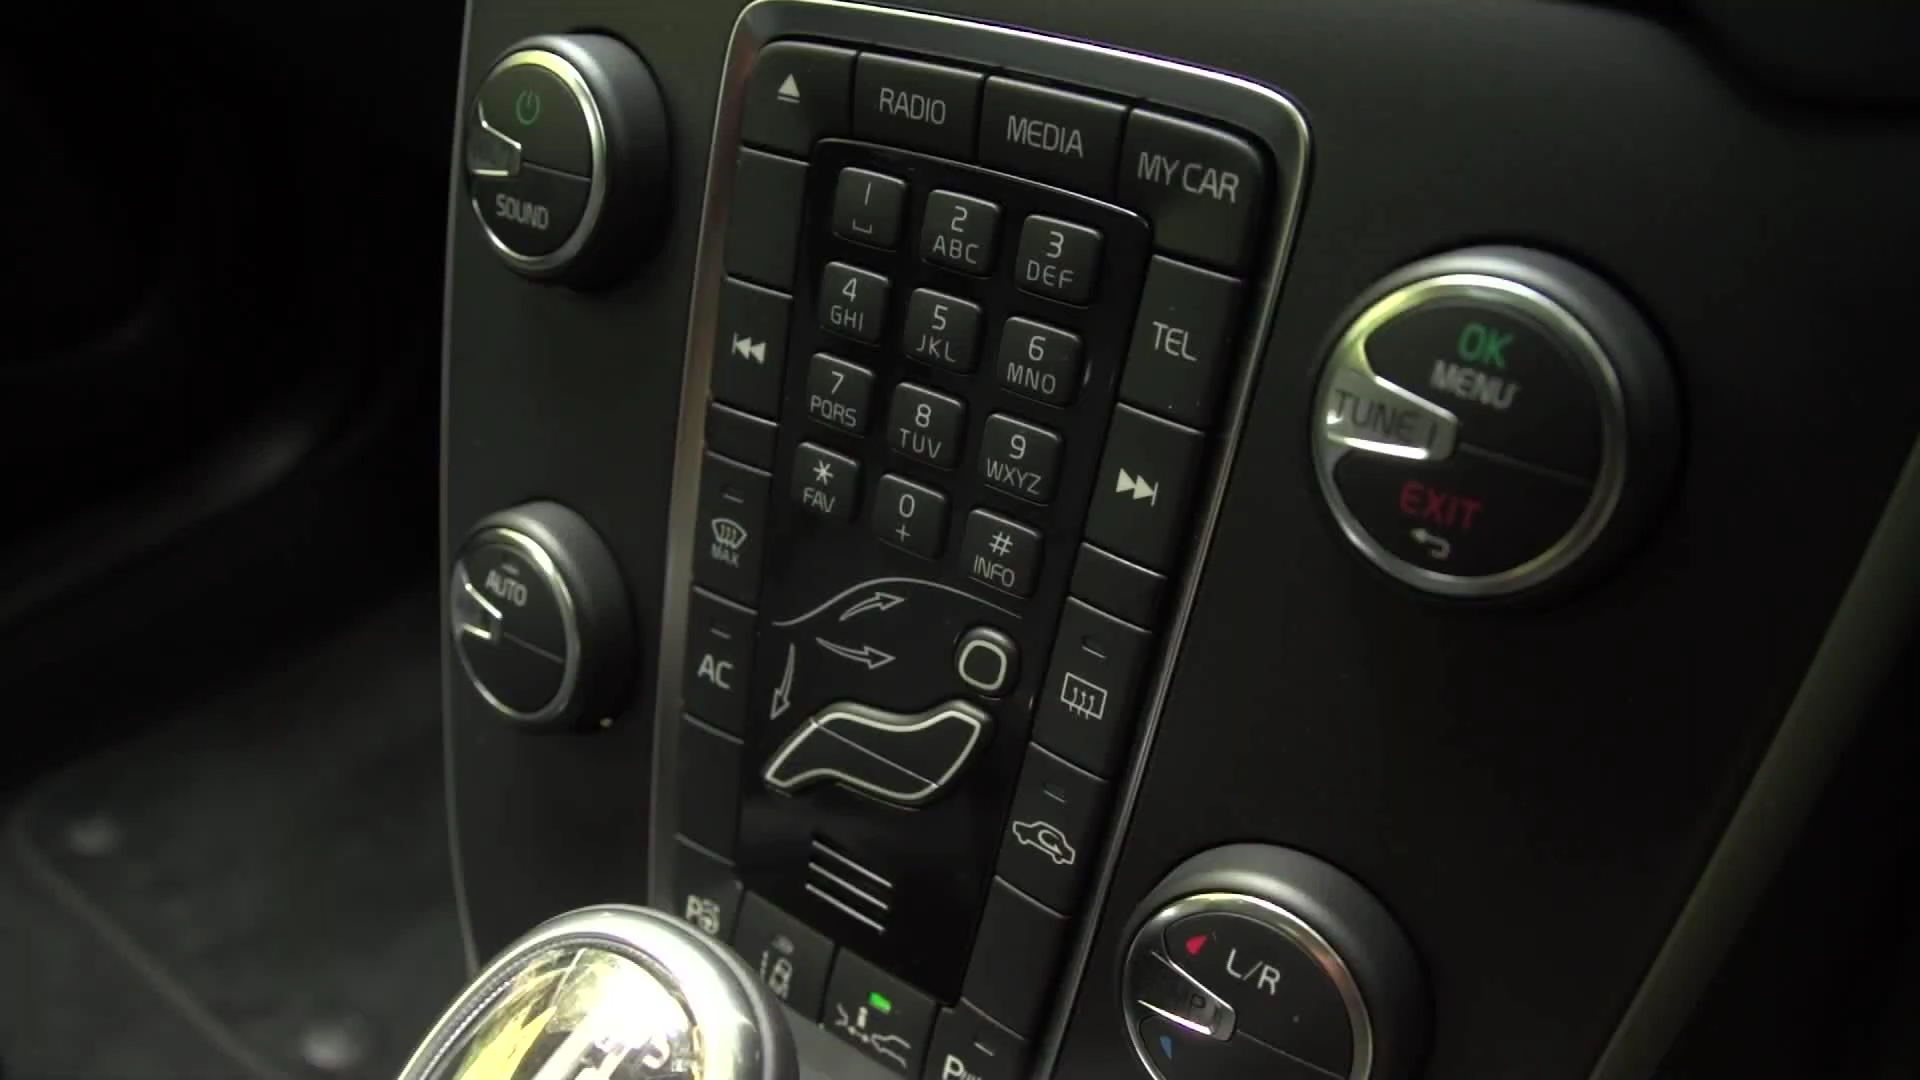 RADIO
MEDIA
MY CAR
SOUND
1
2
ABC
3
DEF
4
GHI
5
JKL
6
MNO
7
PQRS
8
TUV
9
WXYZ
*
FAV
0
+
#
INFO
TEL
OK
MENU
TUNE
EXIT
MAX
AUTO
AC
L/R
P
P